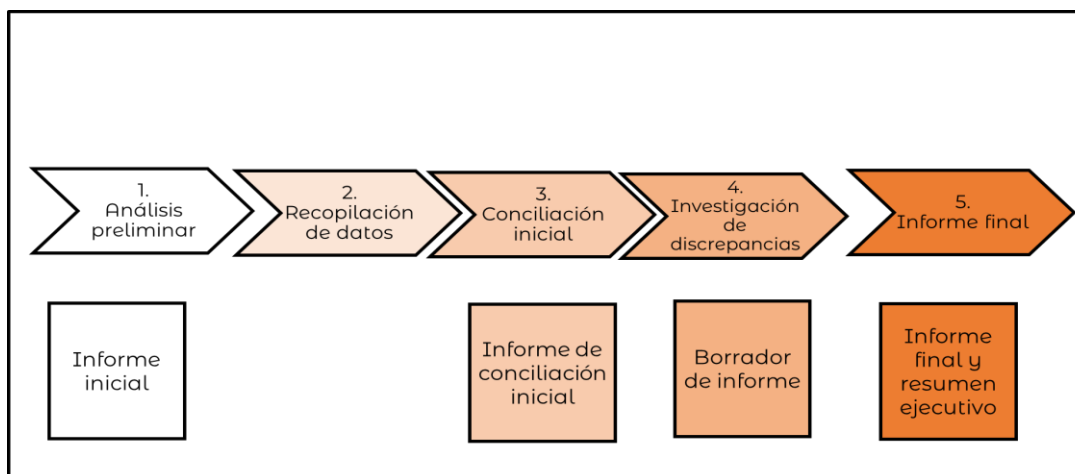 1.
Análisis
preliminar
2.
Recopilación
de datos
3.
Conciliación
inicial
4.
Investigación
de
discrepancias
5.
Informe final
Informe
inicial
Informe de
conciliación
inicial
Borrador
de informe
Informe
final y
resumen
ejecutivo